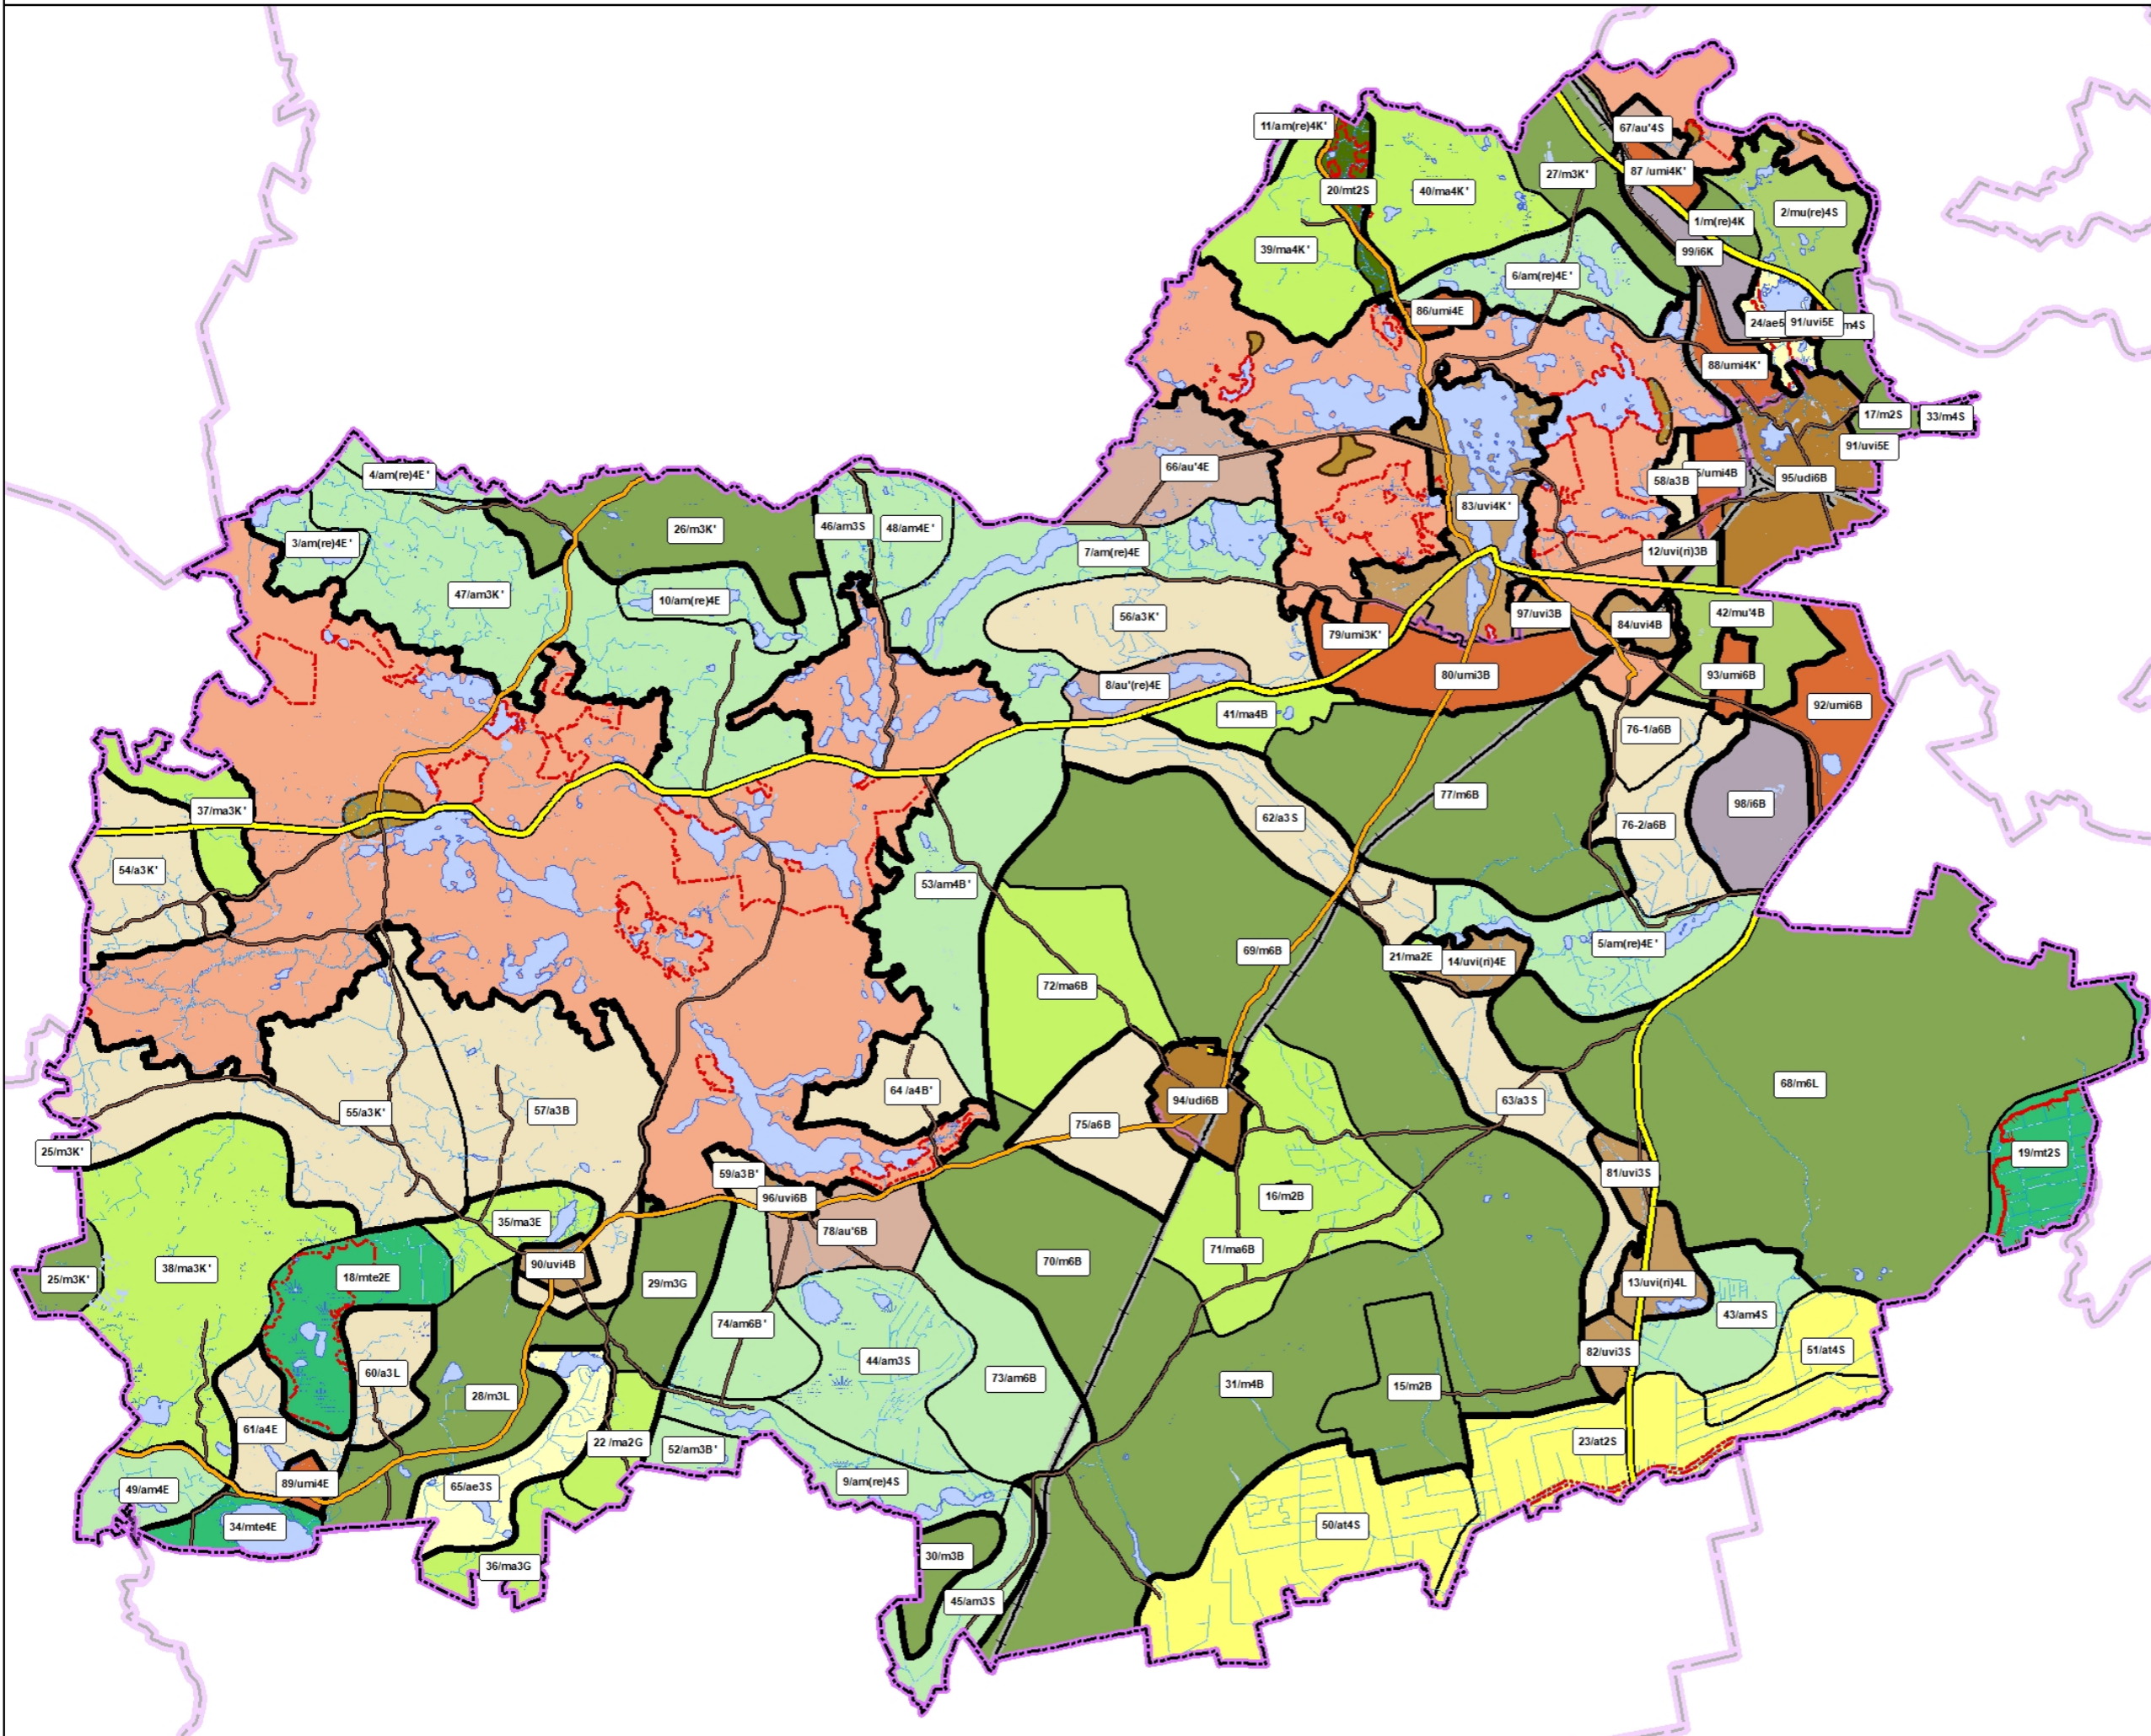 67/au'4S
11/am(re)4K'
87 /umi4K'
27/m3K'
20/mt2S
40/ma4K'
2/mu(re)4S
1/m(re)4K
39/ma4K'
99/i6K
6/am(re)4E'
86/umi4E
24/ae5
91/uvi5E
m4S
88/umi4K'
17/m2S
33/m4S
91/uvi5E
66/au'4E
4/am(re)4E'
5/umi4B
58/a3B
95/udi6B
83/uvi4K'
46/am3S
48/am4E'
26/m3K'
3/am(re)4E'
7/am(re)4E
12/uvi(ri)3B
47/am3K'
10/am(re)4E
56/a3K'
97/uvi3B
42/mu'4B
84/uvi4B
79/umi3K'
80/umi3B
93/umi6B
8/au'(re)4E
92/umi6B
41/ma4B
76-1/a6B
77/m6B
98/i6B
37/ma3K'
62/a3S
76-2/a6B
54/a3K'
53/am4B'
5/am(re)4E'
69/m6B
21/ma2E
14/uvi(ri)4E
72/ma6B
68/m6L
64 /a4B'
63/a3S
94/udi6B
55/a3K'
57/a3B
75/a6B
25/m3K'
19/mt2S
59/a3B'
81/uvi3S
96/uvi6B
16/m2B
35/ma3E
78/au'6B
71/ma6B
90/uvi4B
70/m6B
38/ma3K'
25/m3K'
18/mte2E
29/m3G
13/uvi(ri)4L
43/am4S
74/am6B'
82/uvi3S
51/at4S
44/am3S
60/a3L
73/am6B
31/m4B
15/m2B
28/m3L
61/a4E
22 /ma2G
23/at2S
52/am3B'
9/am(re)4S
89/umi4E
65/ae3S
49/am4E
34/mte4E
50/at4S
30/m3B
36/ma3G
45/am3S